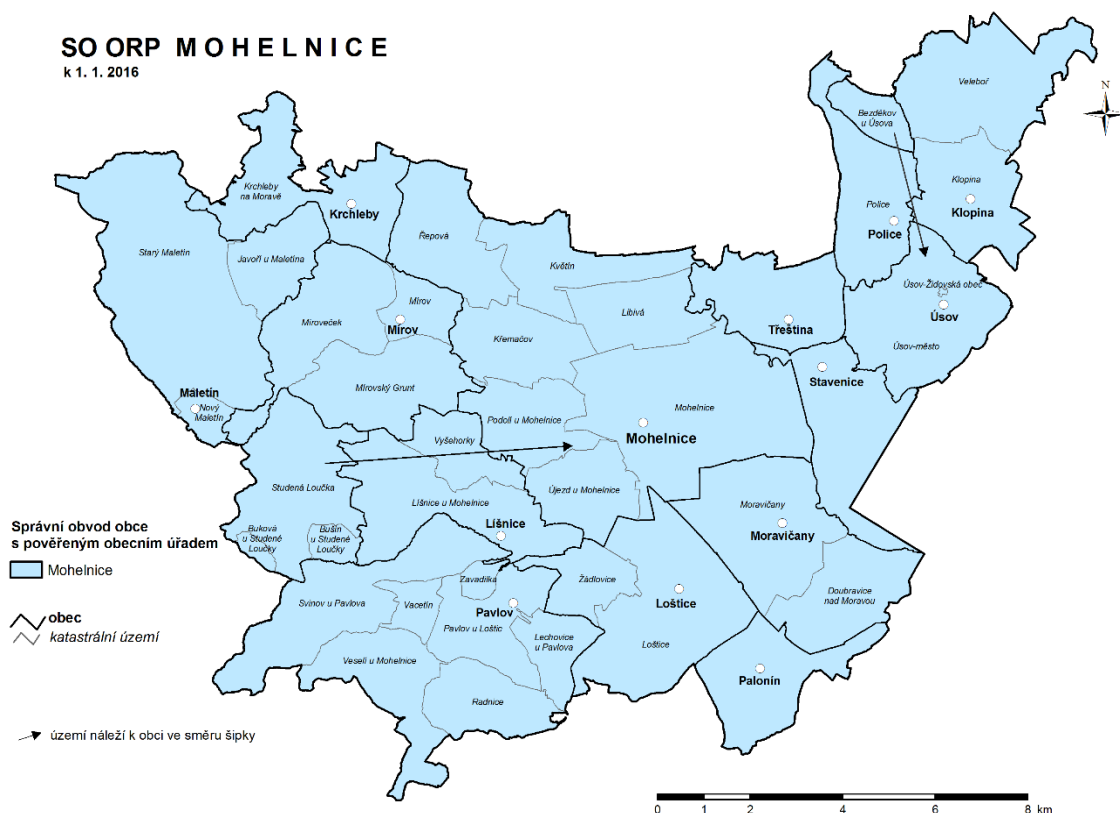 SO ORP M O H E L N I C E
k 1. 1. 2016
N
Veleboř
Bezděkov
u Úsova
Krchleby
na Moravě
Krchleby
Klopina
Klopina
Police
Police
Řepová
Starý Maletín
Javoří u Maletína
Květín
Úsov-Židovská obec
Úsov
Úsov-město
Mírov
Mírov
Míroveček
Libivá
Třeština
Křemačov
Stavenice
Mírovský Grunt
Maletín
Nový
Maletín
Podolí u Mohelnice
Mohelnice
Mohelnice
Vyšehorky
Studená Loučka
Líšnice u Mohelnice
Újezd u Mohelnice
Moravičany
Moravičany
Líšnice
Buková
u Studené
Loučky
Bušín
u Studené
Loučky
Správní obvod obce
s pověřeným obecním úřadem
Mohelnice
obec
katastrální území
Zavadilka
Žádlovice
Doubravice
nad Moravou
Svinov u Pavlova
Vacetín
Pavlov
Pavlov u Loštic
Loštice
Loštice
Lechovice
u Pavlova
Veselí u Mohelnice
Palonín
Radnice
území náleží k obci ve směru šipky
0 1 2 4 6 8 km